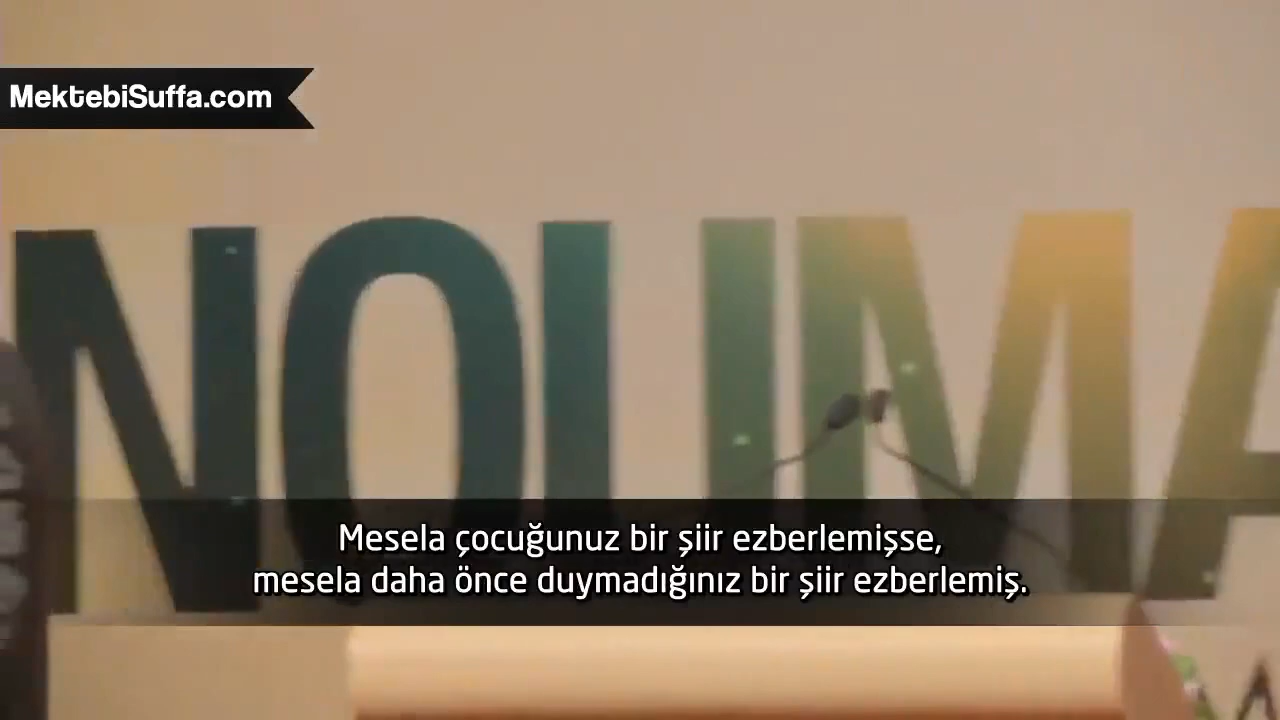 MektebiSuffa.com
Mesela çocuğunuz bir şiir ezberlemişse,
mesela daha önce duymadığınız bir şiir ezberlemiş.